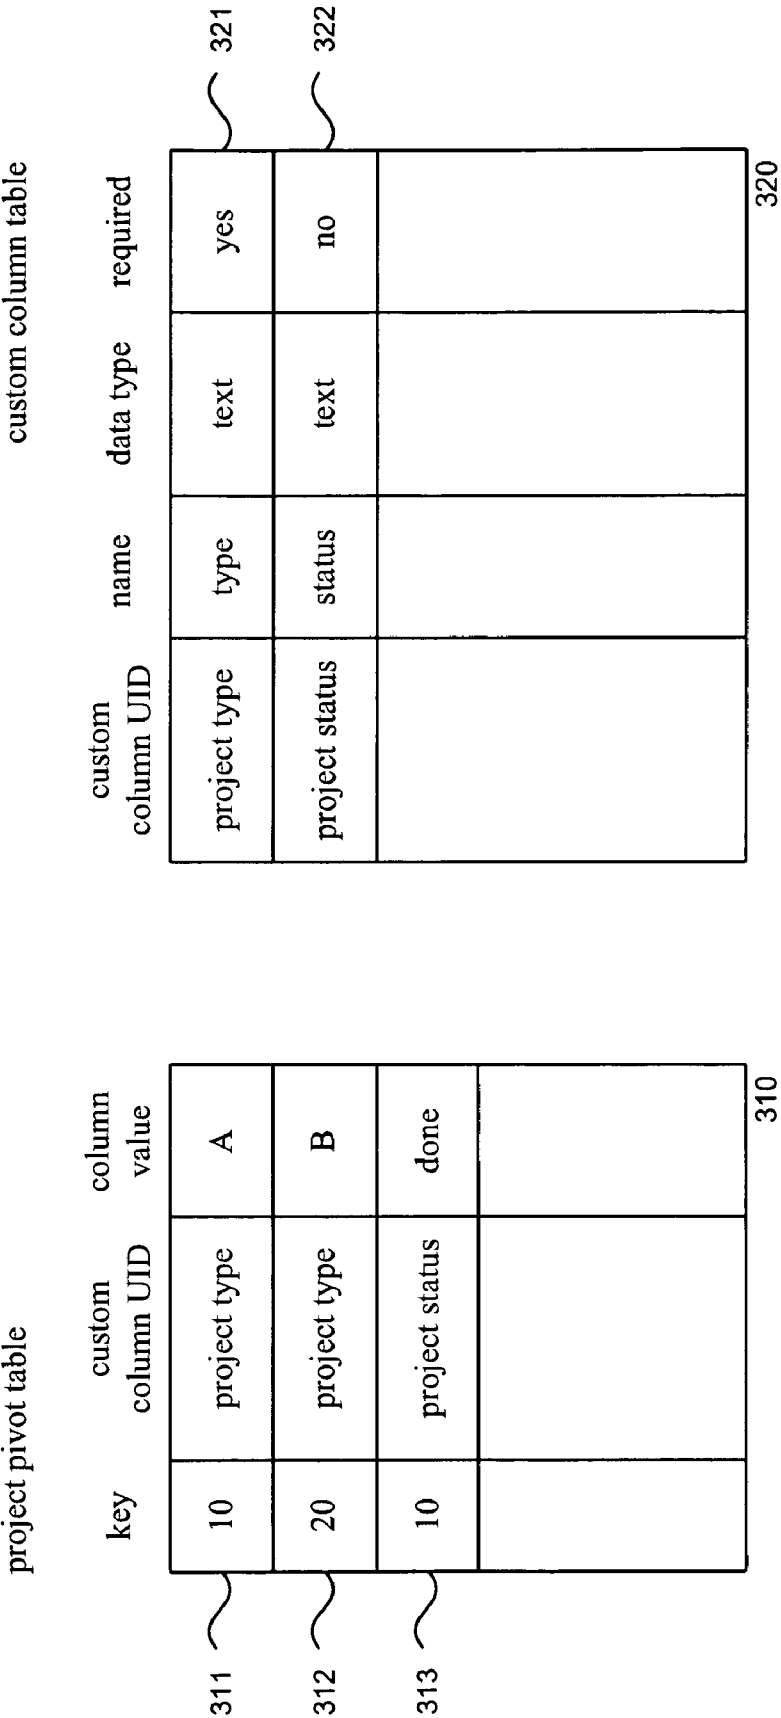 project pivot table
key
custom
column UID
column
value
311
10
project type
A
312
20
project type
B
313
10
project status
done
310
custom column table
custom
column UID
name
data type
required
project type
type
text
yes
321
project status
status
text
no
322
320